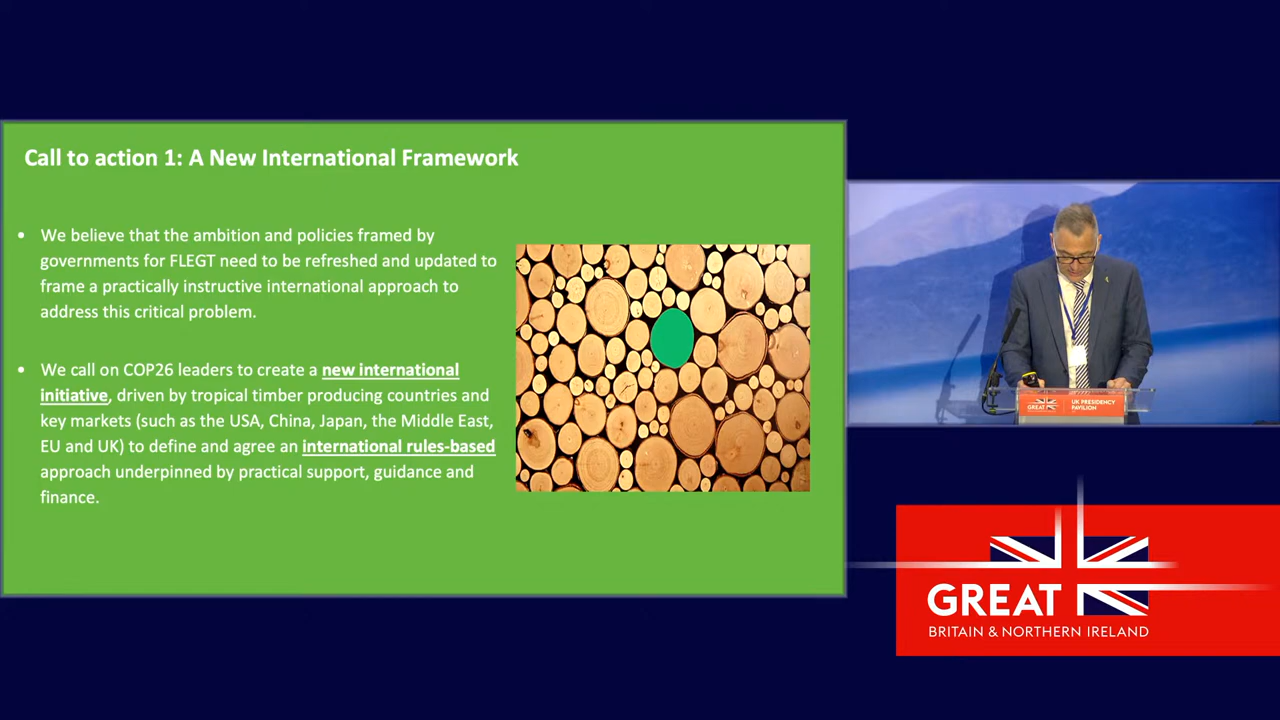 Call to action 1: A New International Framework
• We believe that the ambition and policies framed by
governments for FLEGT need to be refreshed and updated to
frame a practically instructive international approach to
address this critical problem.
• We call on COP26 leaders to create a new international
initiative, driven by tropical timber producing countries and
key markets (such as the USA, China, Japan, the Middle East,
EU and UK) to define and agree an international rules-based
approach underpinned by practical support, guidance and
finance.
GREAT
UK PRESIDENCY
PAVILION
GREAT
BRITAIN & NORTHERN IRELAND